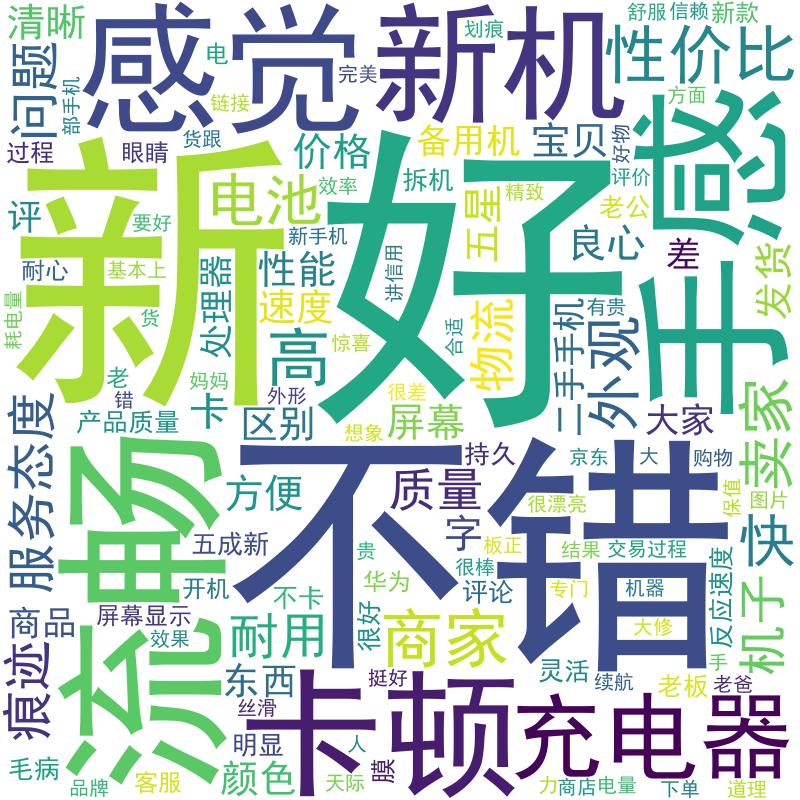 清晰
感觉
新机
性价比
舒服
信赖
新款
划痕
电
链接
完美
方面
问题
部手机
过程
眼睛
货跟
价格
备用机
宝贝
好物
手感
新
好
电池
效率
拆机
精致
五星
评价
老公
评
要好
新手机
讲信用
良心
差
发货
耐心
基本上
处理器
性能
速度
耗电量
货
惊喜
高
合适
物流
有贵
二手手机
外观
老
妈妈
错
卡
外形
很差
产品质量
区别
想象
屏幕
大家
卖家
服务态度
流畅
不错
持久
质量
京东
大
购物
方便
很漂亮
保值
图片
字
五成新
贵
板正
结果
交易过程
快
开机
不卡
华为
很棒
评论
专门
机器
反应速度
商品
屏幕显示
效果
耐用
很好
商家
大修
机子
手
痕迹
东西
挺好
灵活
续航
老板
老爸
卡顿
充电器
丝滑
明显
人
膜
毛病
品牌
客服
颜色
天际
力
商店
电量
下单
道理